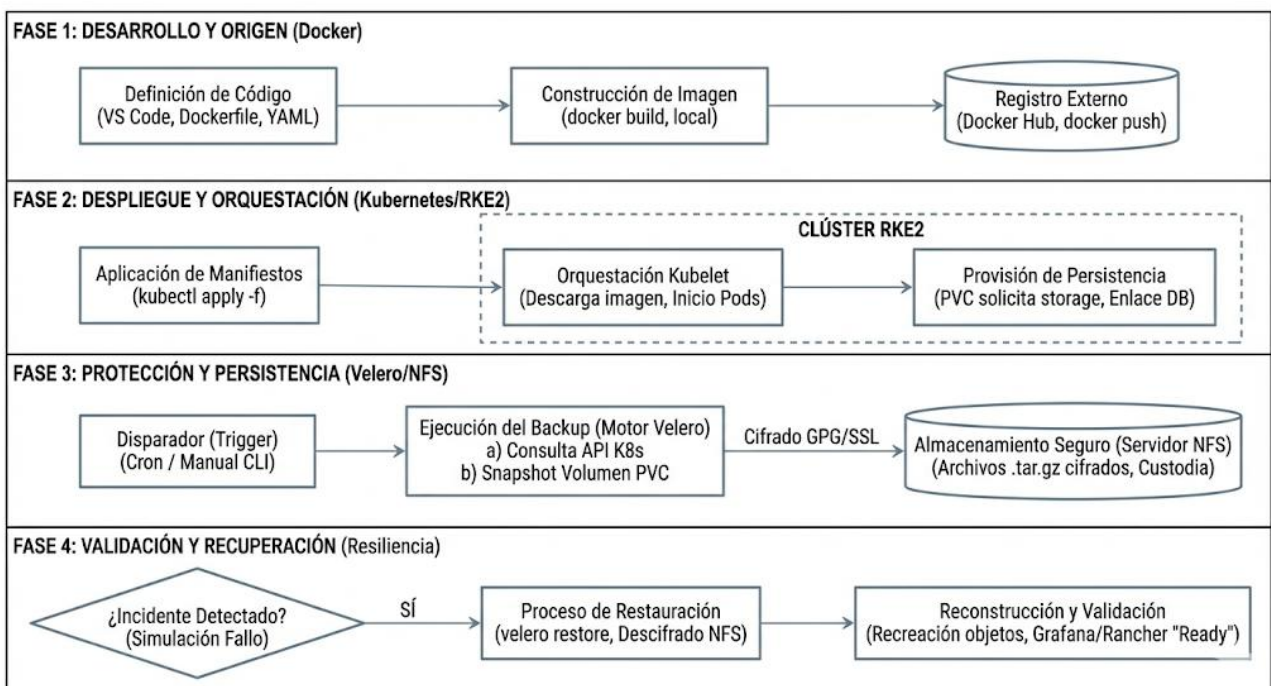 FASE 1: DESARROLLO Y ORIGEN (Docker)
Definición de Código
(VS Code, Dockerfile, YAML)
Construcción de Imagen
(docker build, local)
Registro Externo
(Docker Hub, docker push)
FASE 2: DESPLIEGUE Y ORQUESTACIÓN (Kubernetes/RKE2)
CLÚSTER RKE2
Aplicación de Manifiestos
(kubectl apply -f)
Orquestación Kubelet
(Descarga imagen, Inicio Pods)
Provisión de Persistencia
(PVC solicita storage, Enlace DB)
FASE 3: PROTECCIÓN Y PERSISTENCIA (Velero/NFS)
Disparador (Trigger)
(Cron / Manual CLI)
Ejecución del Backup (Motor Velero)
a) Consulta API K8s
b) Snapshot Volumen PVC
Cifrado GPG/SSL
Almacenamiento Seguro (Servidor NFS)
(Archivos .tar.gz cifrados, Custodia)
FASE 4: VALIDACIÓN Y RECUPERACIÓN (Resiliencia)
¿Incidente Detectado?
(Simulación Fallo)
SÍ
Proceso de Restauración
(velero restore, Descifrado NFS)
Reconstrucción y Validación
(Recreación objetos, Grafana/Rancher "Ready")